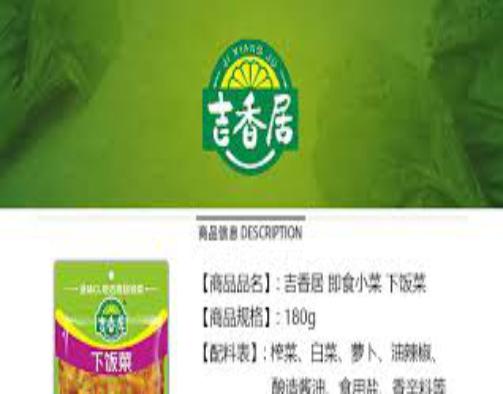 JI XIANG JU
吉香居
商品信息 DESCRIPTION
【商品品名】: 吉香居 即食小菜 下饭菜
【商品规格】: 180g
【配料表】: 榨菜、白菜、萝卜、油辣椒、
酿造酱油、食用盐、香辛料等
吉香居
下饭菜